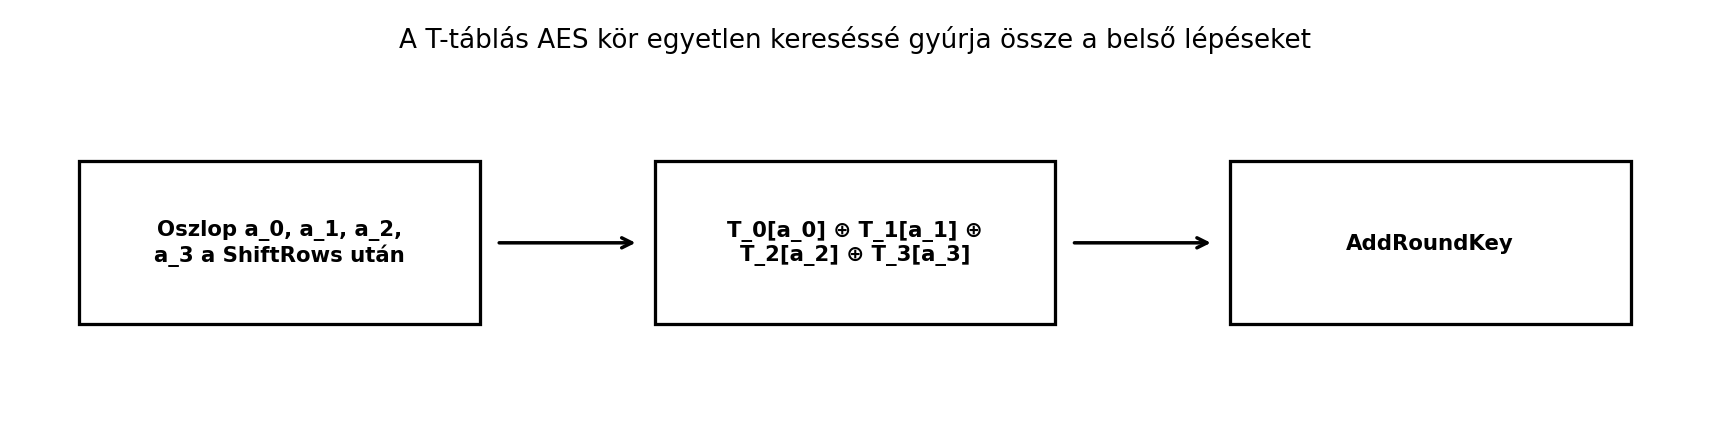 A T-táblás AES kör egyetlen kereséssé gyúrja össze a belső lépéseket
Oszlop a_0, a_1, a_2,
a_3 a ShiftRows után
T_0[a_0] ⊕ T_1[a_1] ⊕
T_2[a_2] ⊕ T_3[a_3]
AddRoundKey